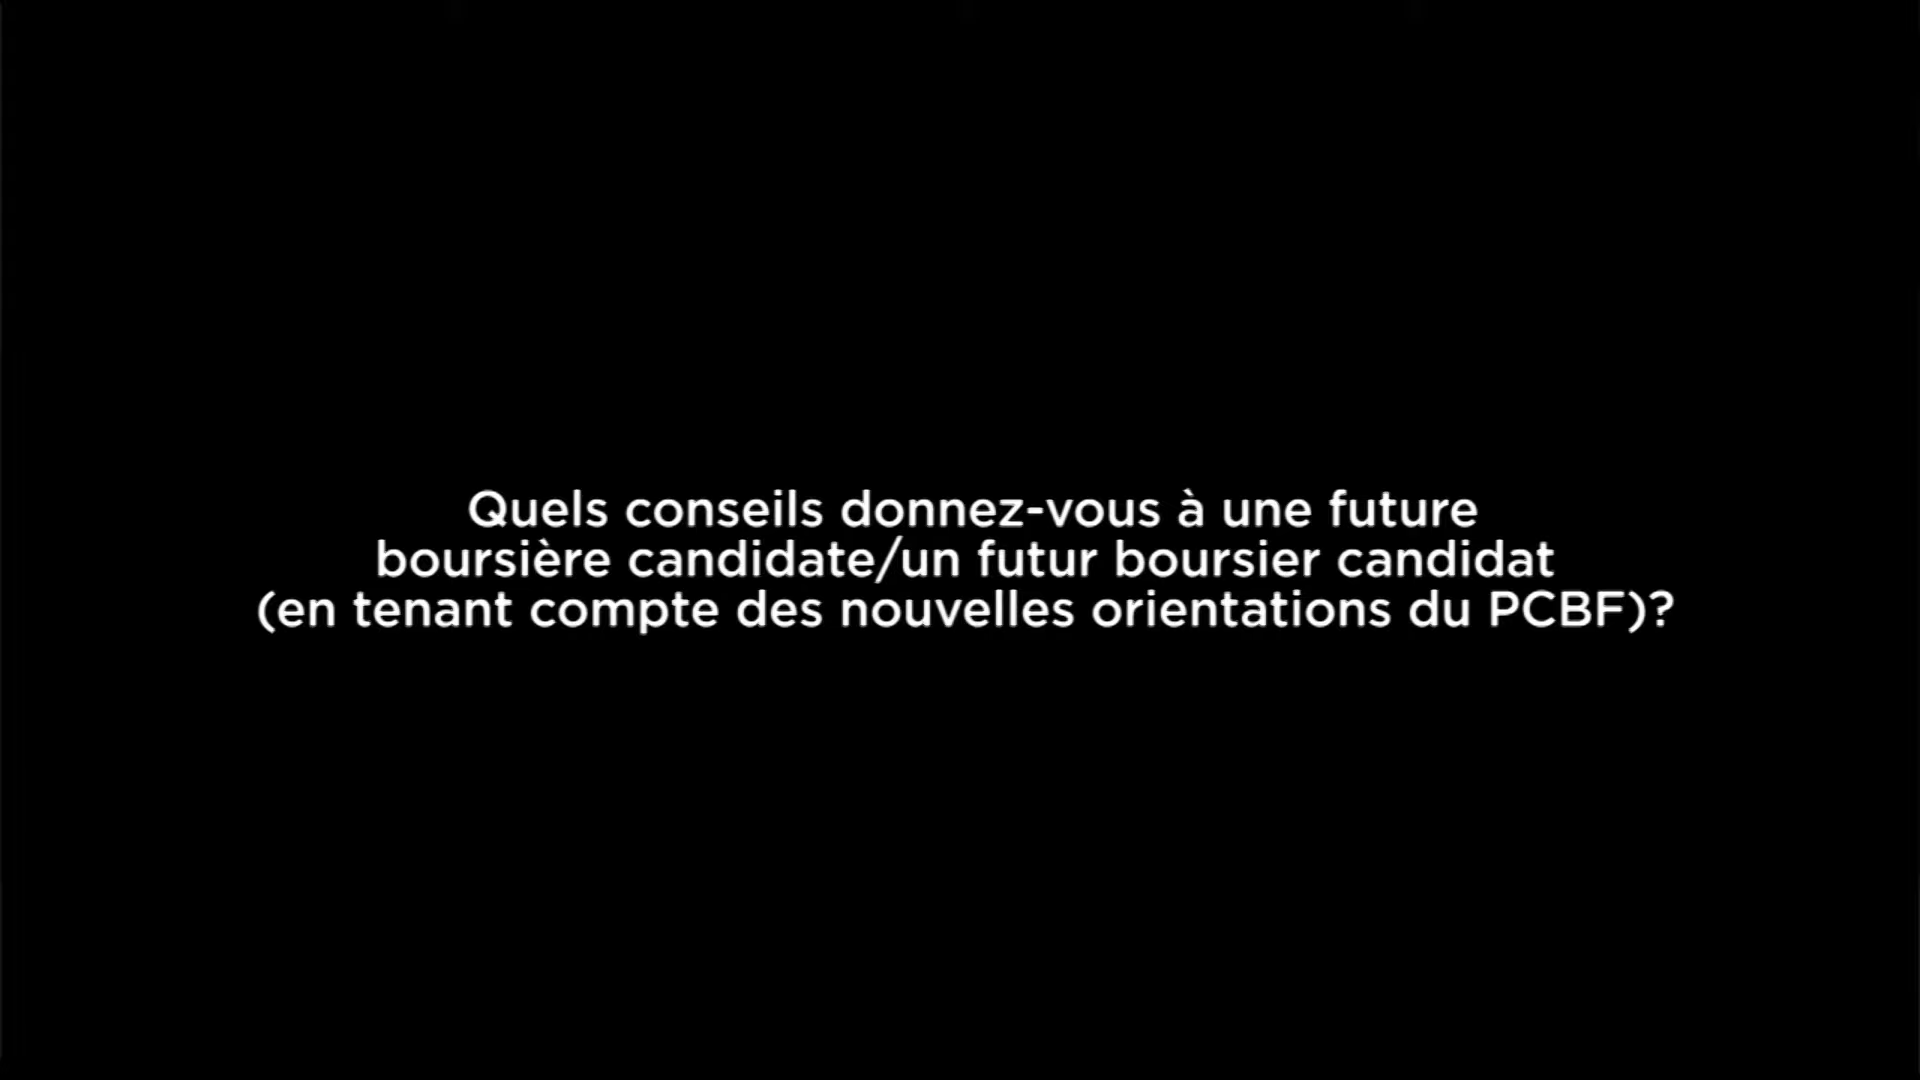 Quels conseils donnez-vous à une future
boursière candidate/un futur boursier candidat
(en tenant compte des nouvelles orientations du PCBF)?